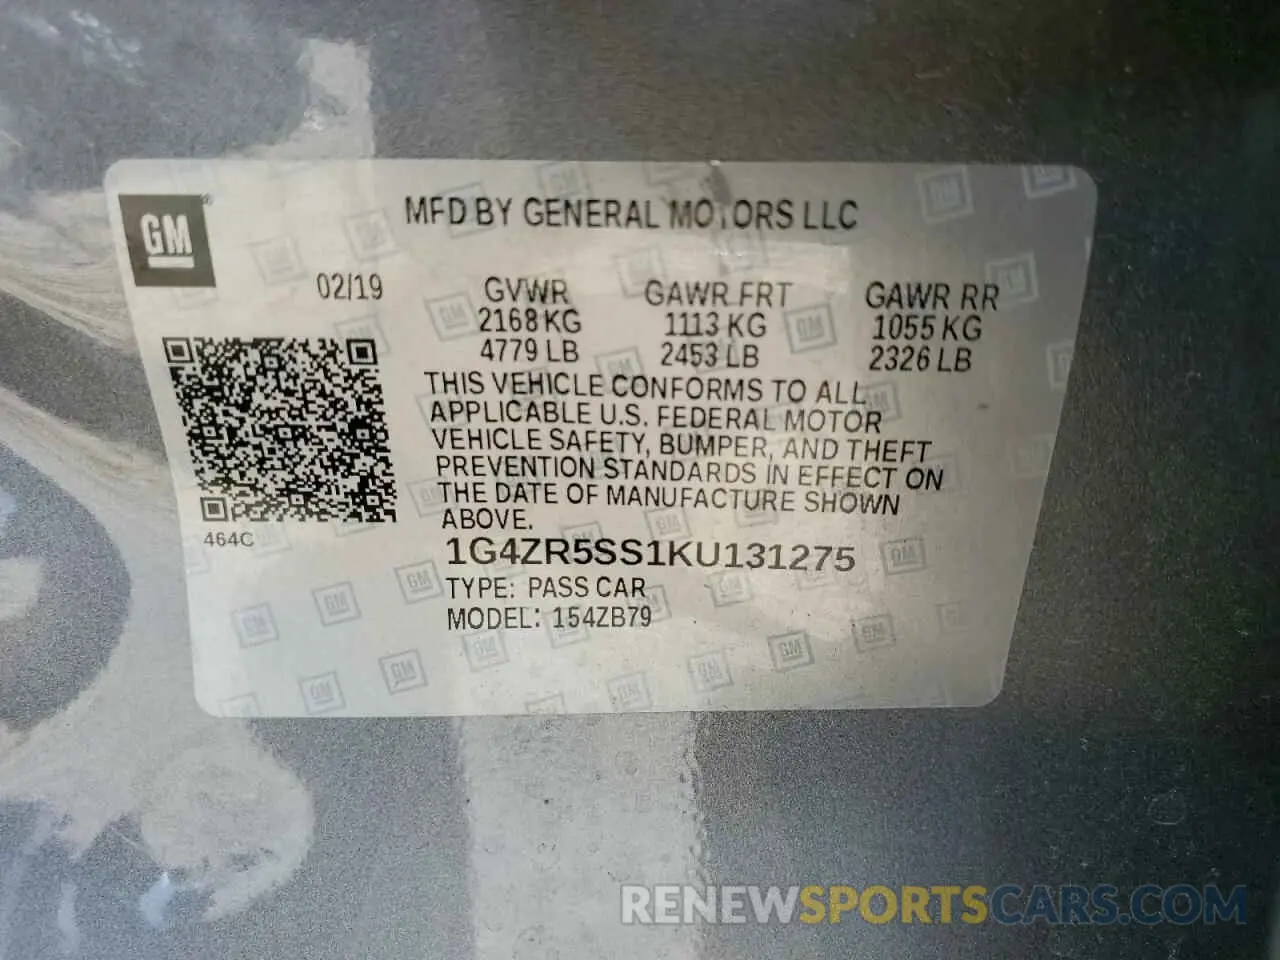 GM
MFD BY GENERAL MOTORS LLC
02/19
GVWR GAWR FRT GAWR RR
2168 KG 1113 KG 1055 KG
4779 LB 2453 LB 2326 LB
THIS VEHICLE CONFORMS TO ALL
APPLICABLE U.S. FEDERAL MOTOR
VEHICLE SAFETY, BUMPER, AND THEFT
PREVENTION STANDARDS IN EFFECT ON
THE DATE OF MANUFACTURE SHOWN
ABOVE.
464C
1G4ZR5SS1KU131275
TYPE: PASS CAR
MODEL: 154ZB79
RENEWSPORTSCARS.COM